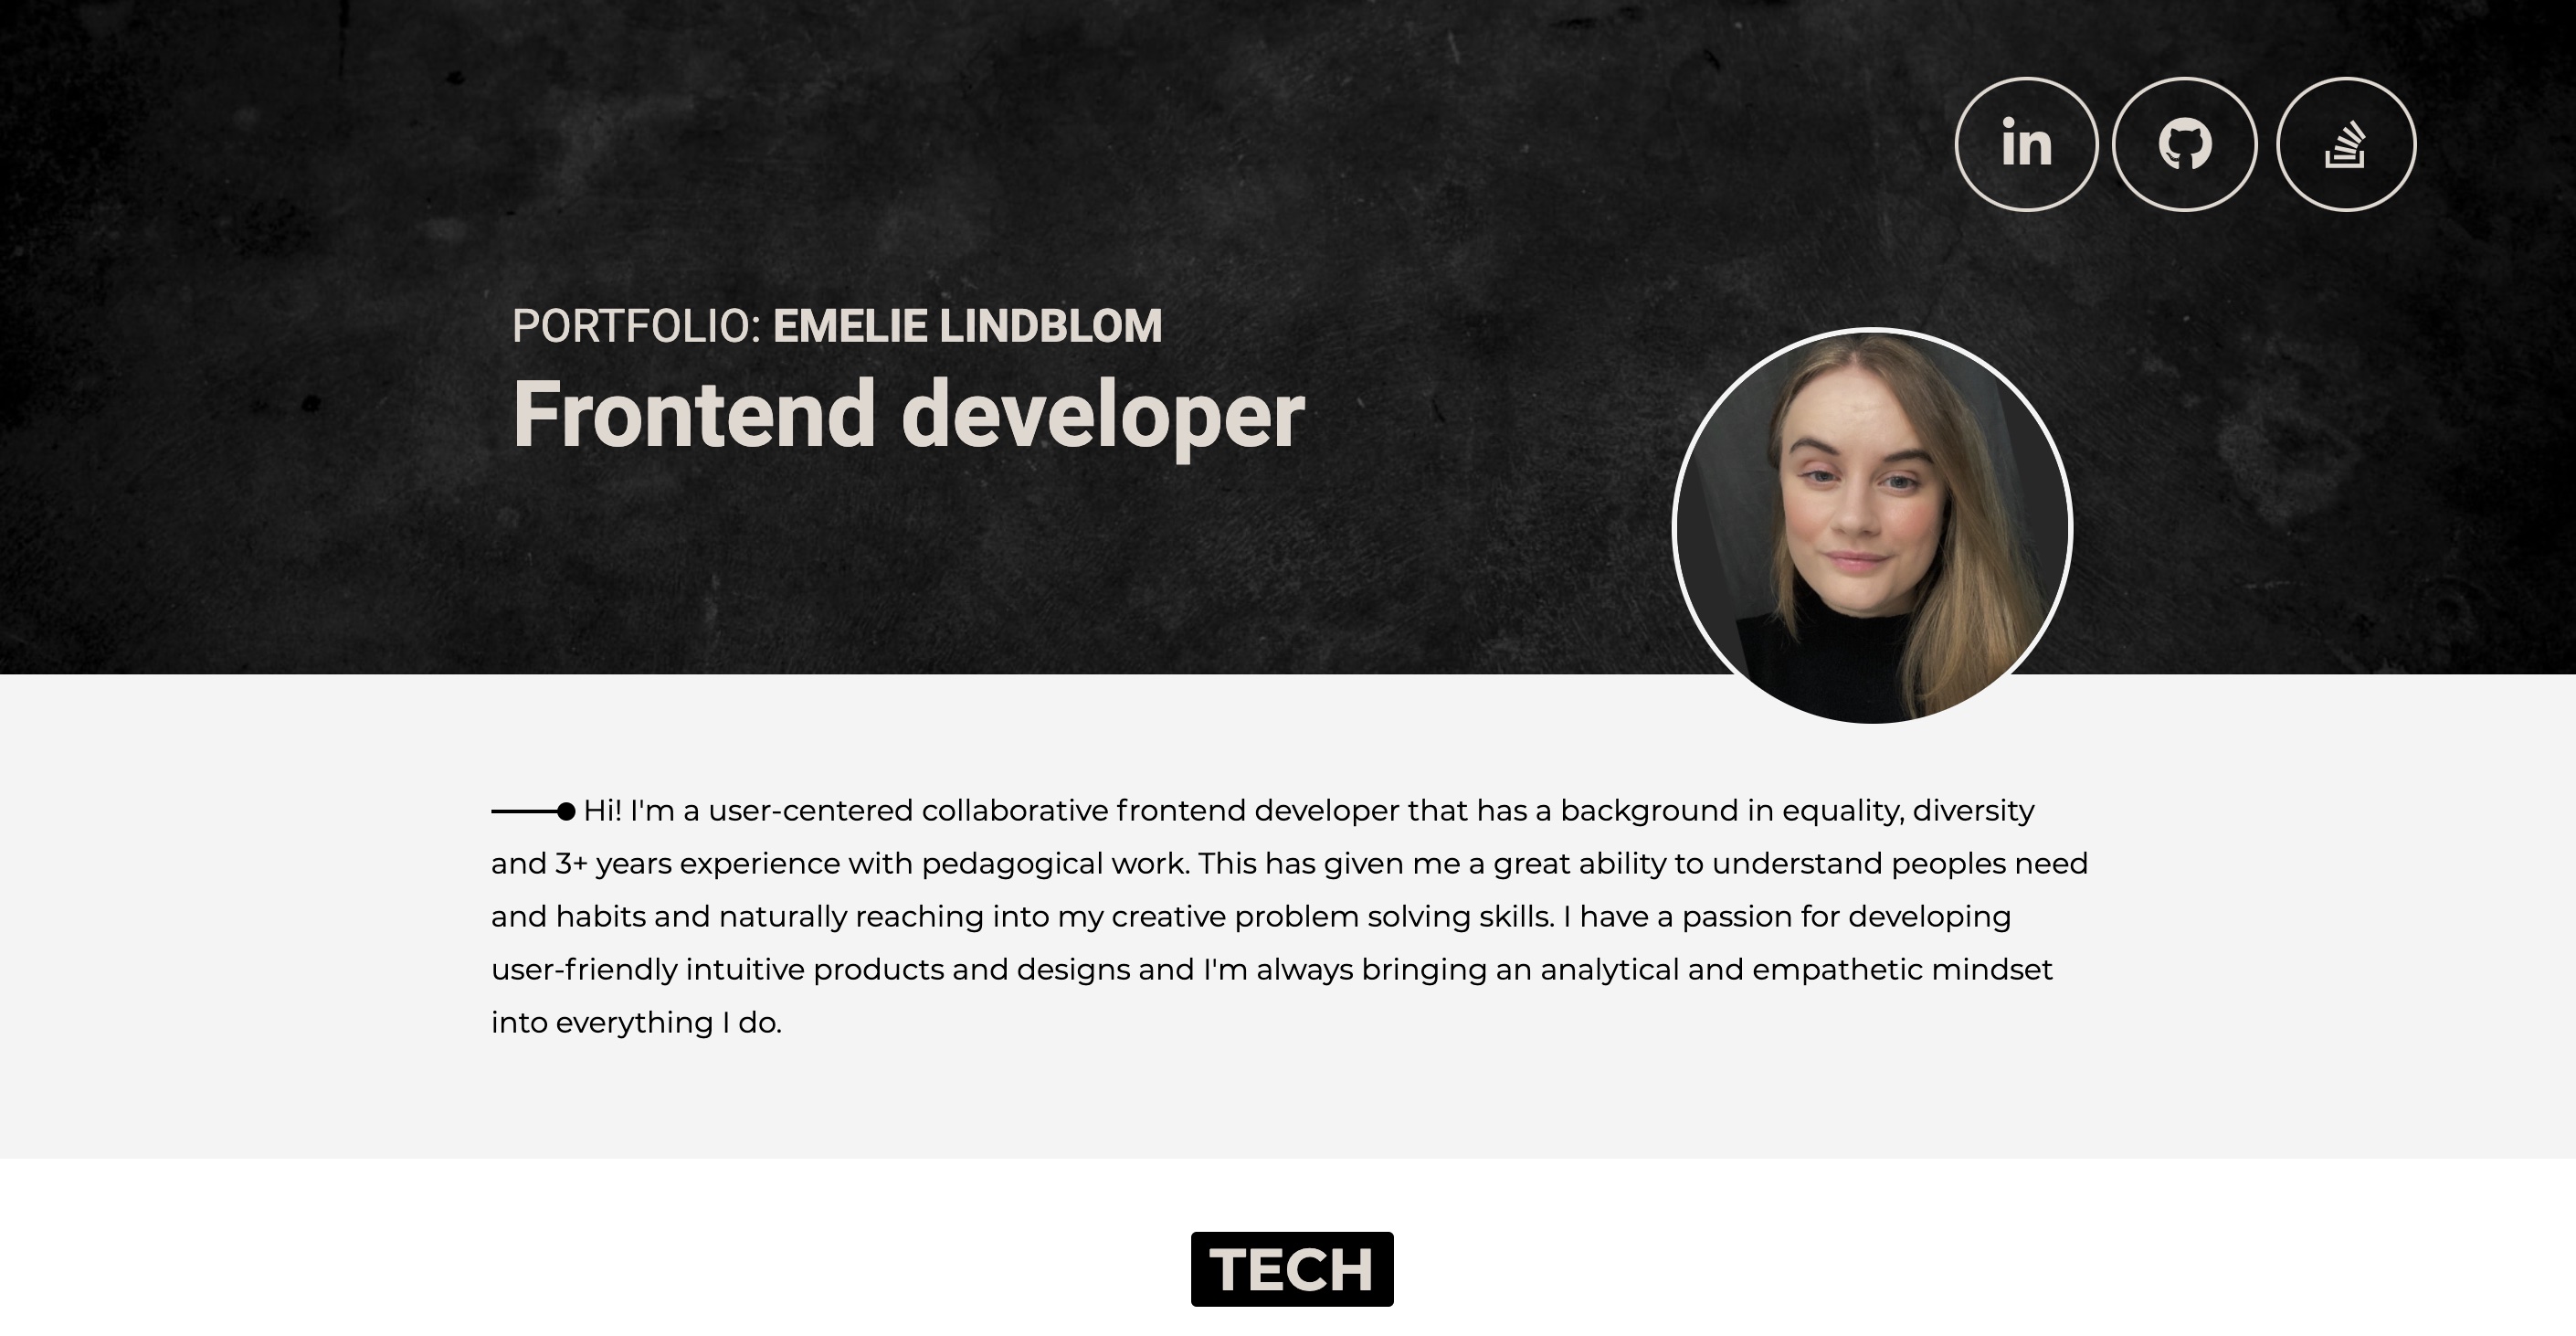 in
PORTFOLIO: EMELIE LINDBLOM
Frontend developer
Hi! I'm a user-centered collaborative frontend developer that has a background in equality, diversity
and 3+ years experience with pedagogical work. This has given me a great ability to understand peoples need
and habits and naturally reaching into my creative problem solving skills. I have a passion for developing
user-friendly intuitive products and designs and I'm always bringing an analytical and empathetic mindset
into everything I do.
TECH